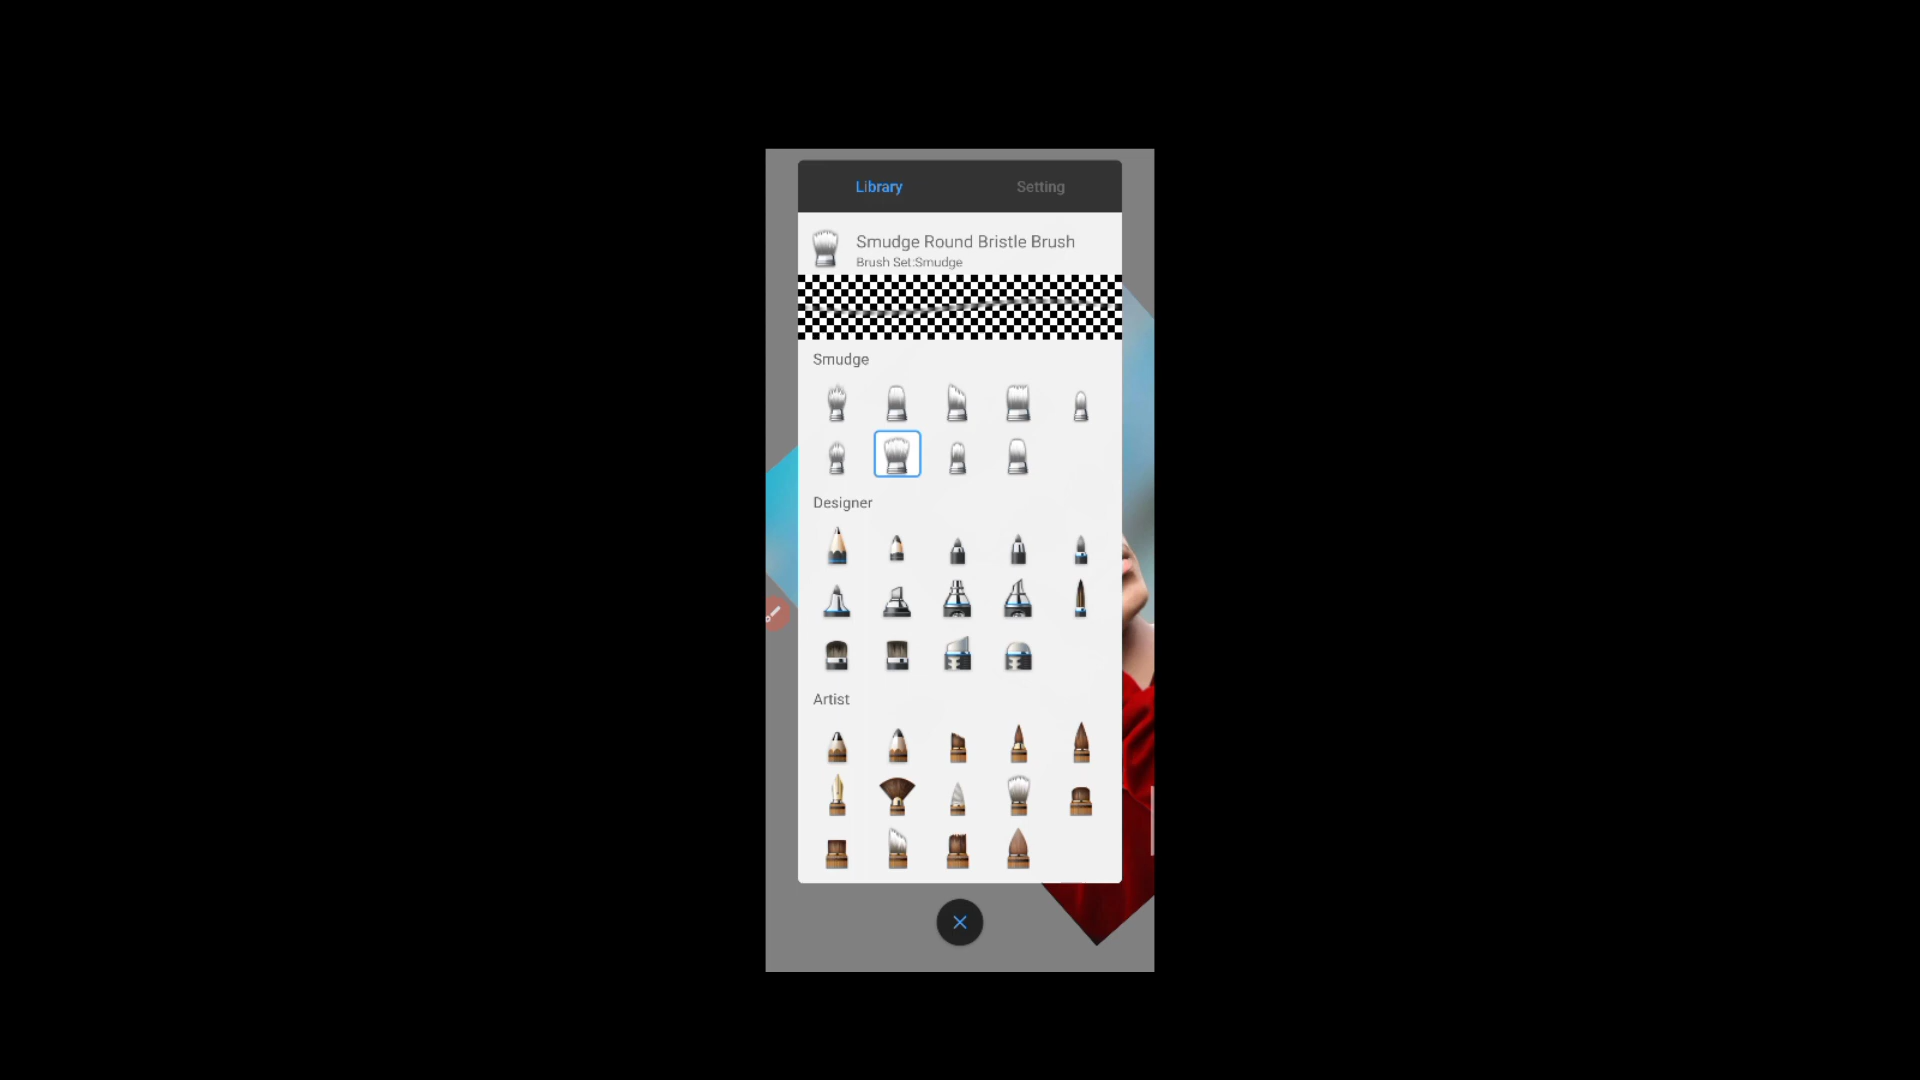 Library
Setting
Smudge Round Bristle Brush
Brush Set:Smudge
Smudge
Designer
Artist